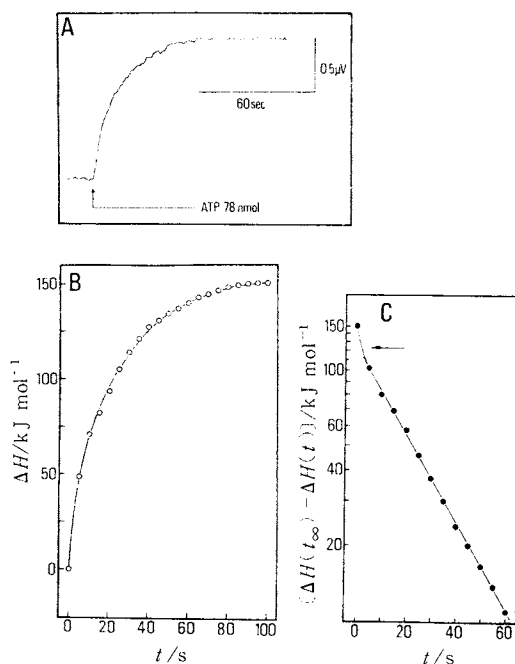 A
0.5μV
60sec
ATP 78 nmol
B
ΔH/kJ mol⁻¹
150
100
50
0
0 20 40 60 80 100
t/s
C
{ΔH(t∞) − ΔH(t)}/kJ mol⁻¹
150
100
80
60
40
20
0 20 40 60
t/s